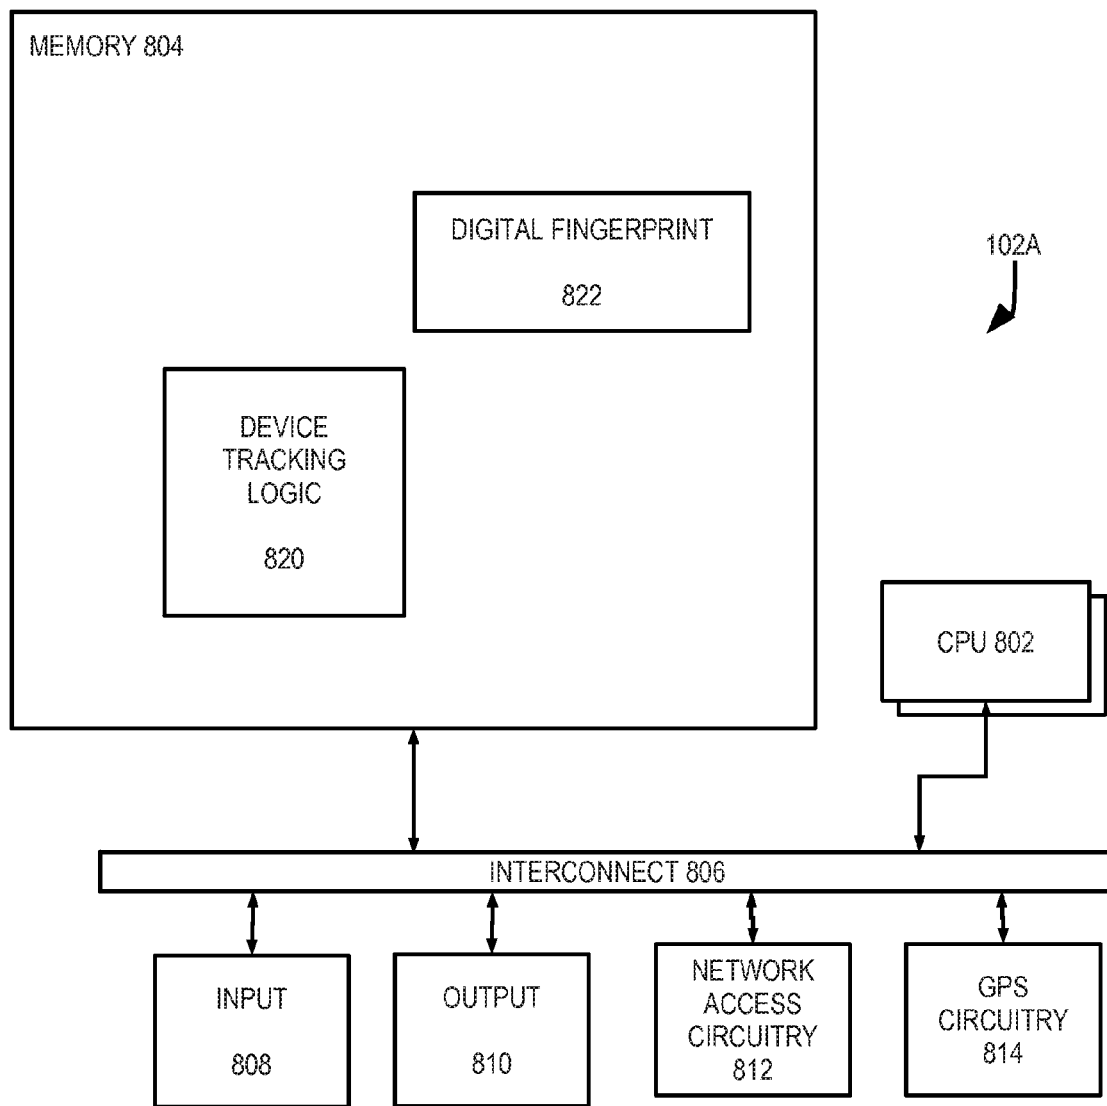 MEMORY 804
DIGITAL FINGERPRINT
822
102A
DEVICE
TRACKING
LOGIC
820
CPU 802
INTERCONNECT 806
INPUT
808
OUTPUT
810
NETWORK
ACCESS
CIRCUITRY
812
GPS
CIRCUITRY
814